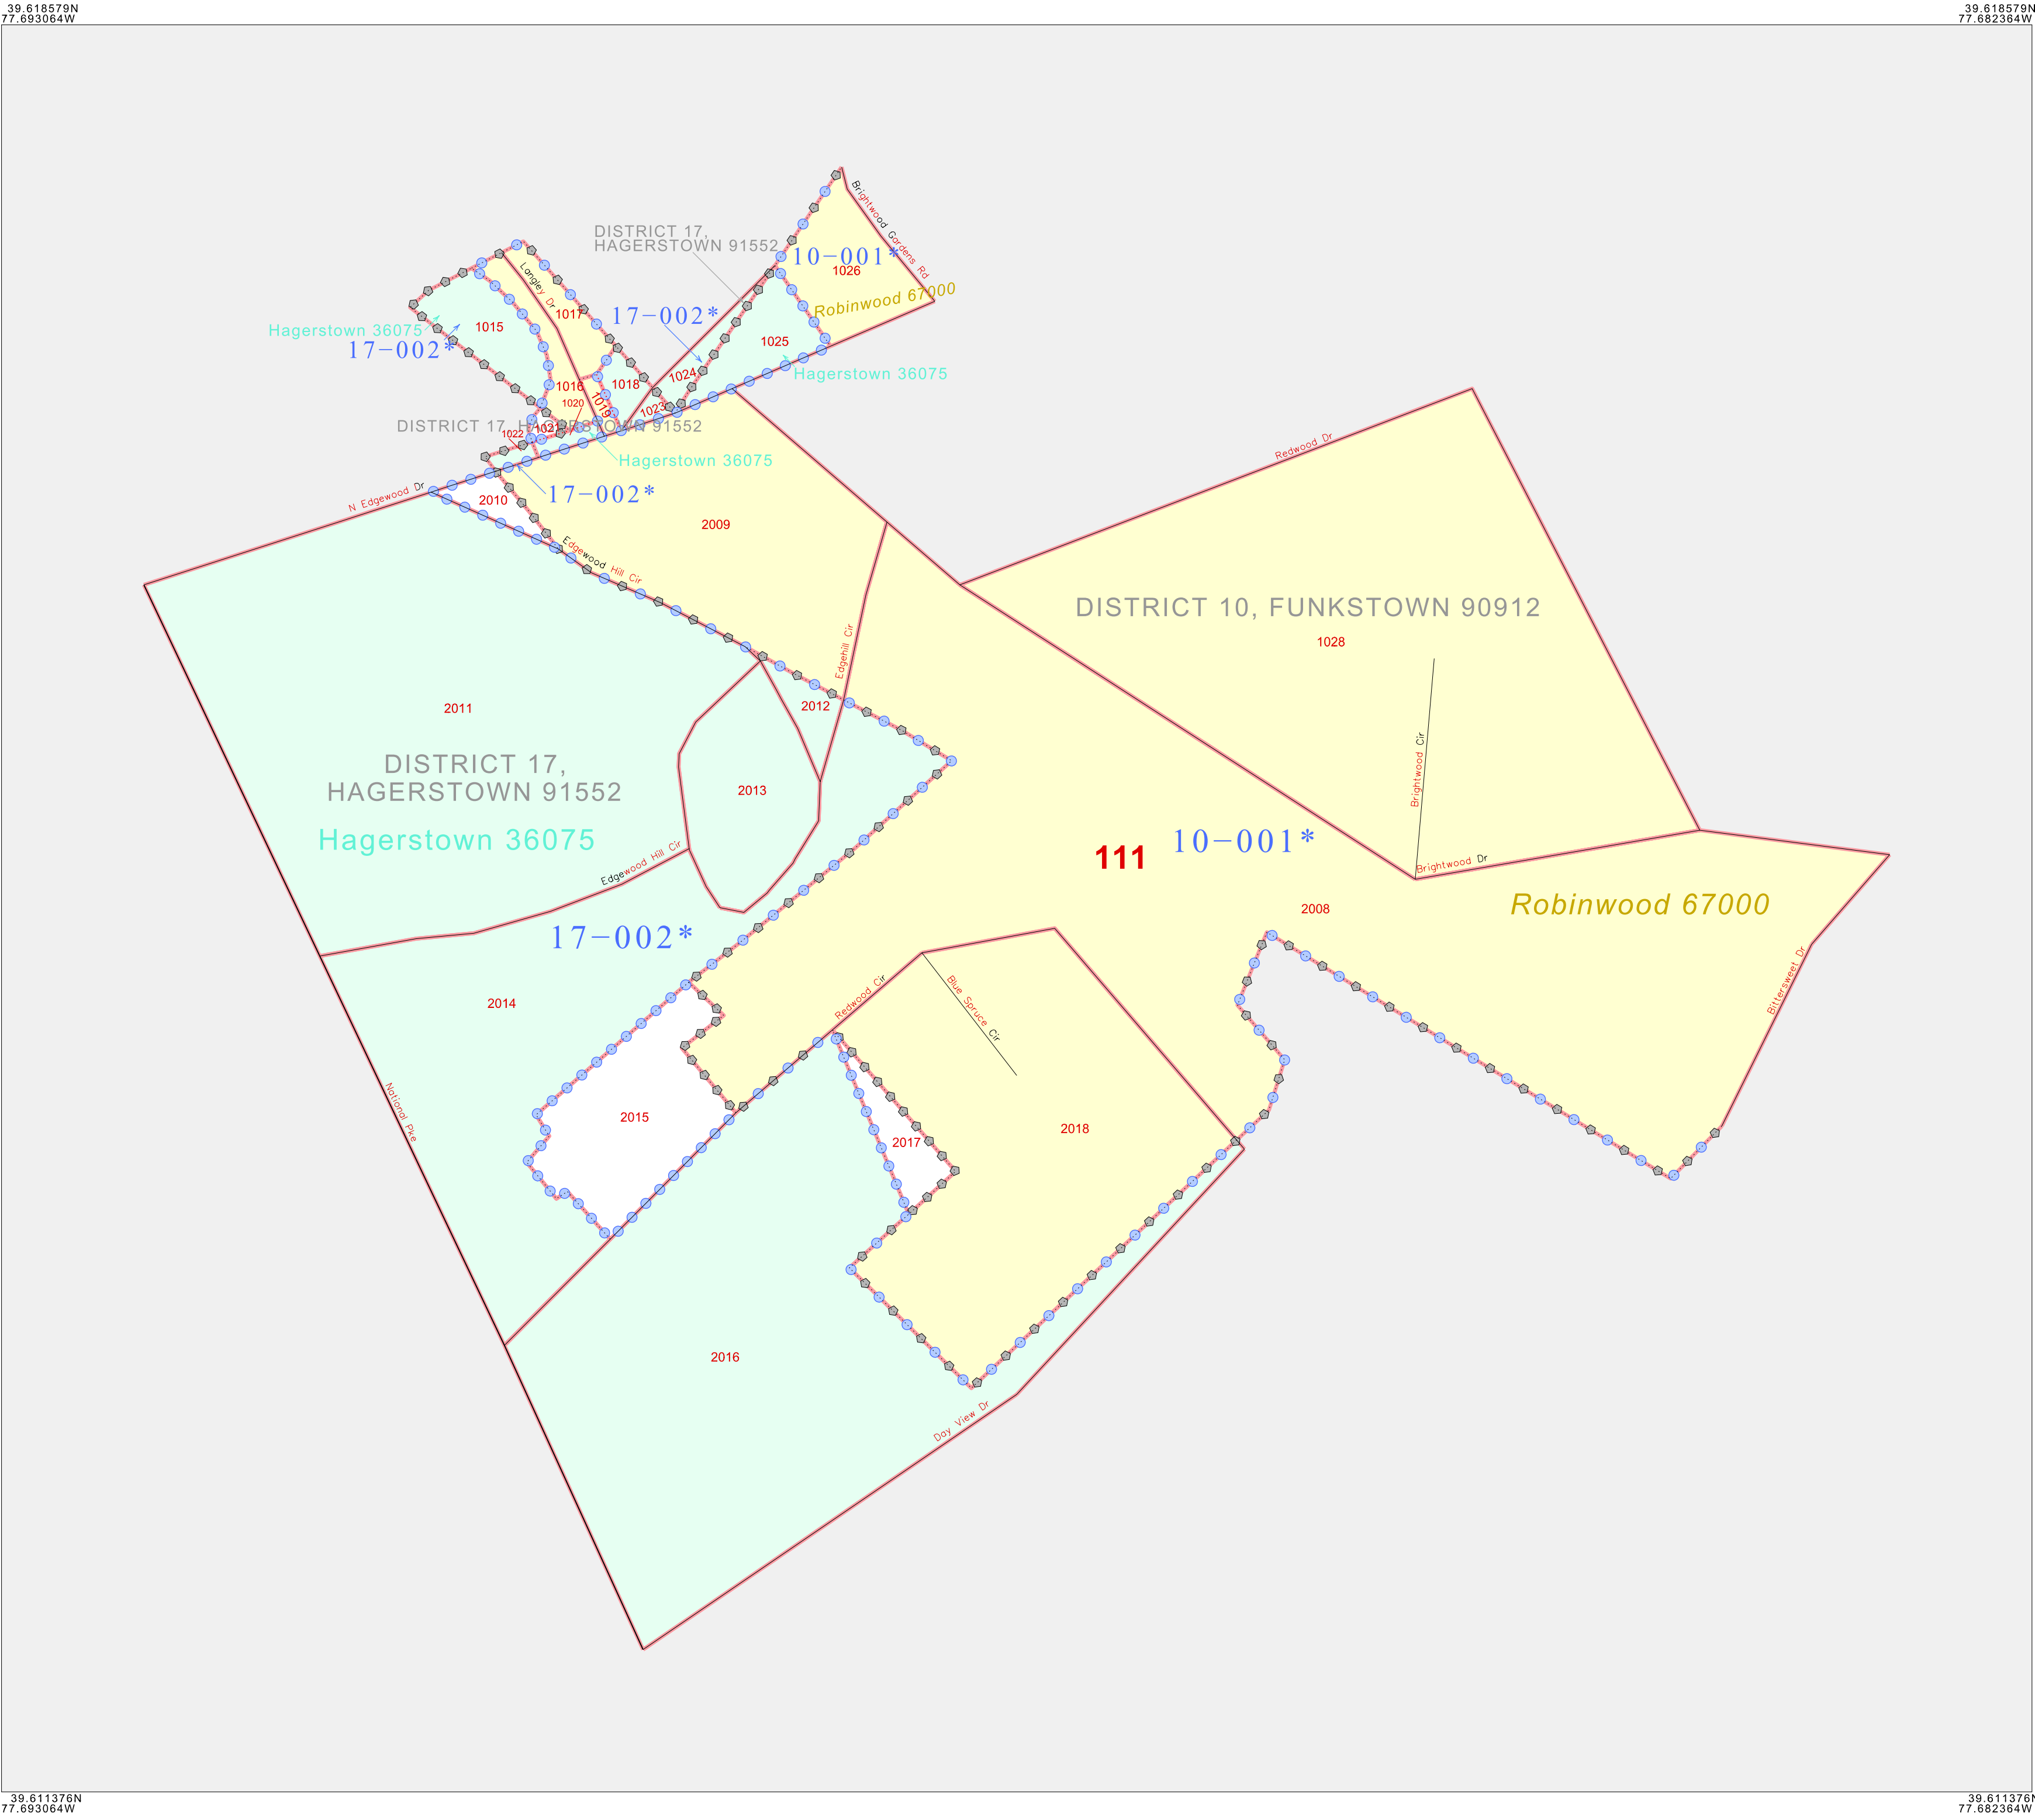 39.618579N
77.693064W
39.618579N
77.682364W
Brightwood Gardens Rd
DISTRICT 17,
HAGERSTOWN 91552
10-001*
1026
Robinwood 67000
Langley Dr
1017
17-002*
Hagerstown 36075
1015
17-002*
1025
Hagerstown 36075
1024
1018
1016
1019
1020
1023
DISTRICT 17, HAGERSTOWN 91552
1021
1022
Hagerstown 36075
17-002*
N Edgewood Dr
2010
2009
Edgewood Hill Cir
Redwood Dr
DISTRICT 10, FUNKSTOWN 90912
1028
Edgehill Cir
2011
2012
DISTRICT 17,
HAGERSTOWN 91552
Hagerstown 36075
2013
Brightwood Cir
111
10-001*
Brightwood Dr
Edgewood Hill Cir
Robinwood 67000
2008
17-002*
2014
Redwood Cir
Blue Spruce Cir
Bittersweet Dr
National Pke
2015
2017
2018
2016
Day View Dr
39.611376N
77.693064W
39.611376N
77.682364W